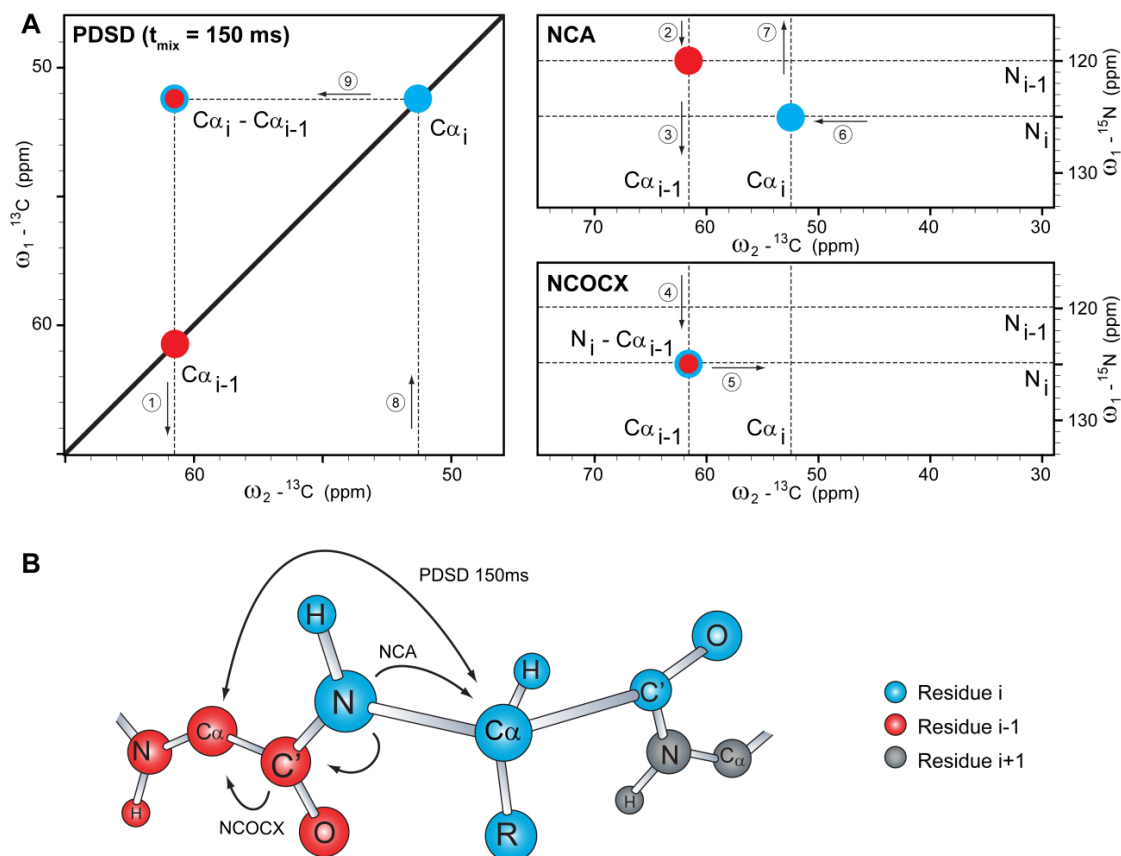 A
PDSD (tmix = 150 ms)
50
60
ω1 - 13C (ppm)
⑨
Cαi - Cαi-1
Cαi
Cαi-1
①
⑧
60
50
ω2 - 13C (ppm)
NCA
②
⑦
Ni-1
③
⑥
Ni
Cαi-1
Cαi
120
130
ω1 - 15N (ppm)
70
60
50
40
30
ω2 - 13C (ppm)
NCOCX
④
Ni-1
Ni - Cαi-1
⑤
Ni
Cαi-1
Cαi
120
130
ω1 - 15N (ppm)
70
60
50
40
30
ω2 - 13C (ppm)
B
PDSD 150ms
H
NCA
O
H
N
C'
Cα
Cα
N
C'
N
Cα
H
H
NCOCX
O
R
Residue i
Residue i-1
Residue i+1